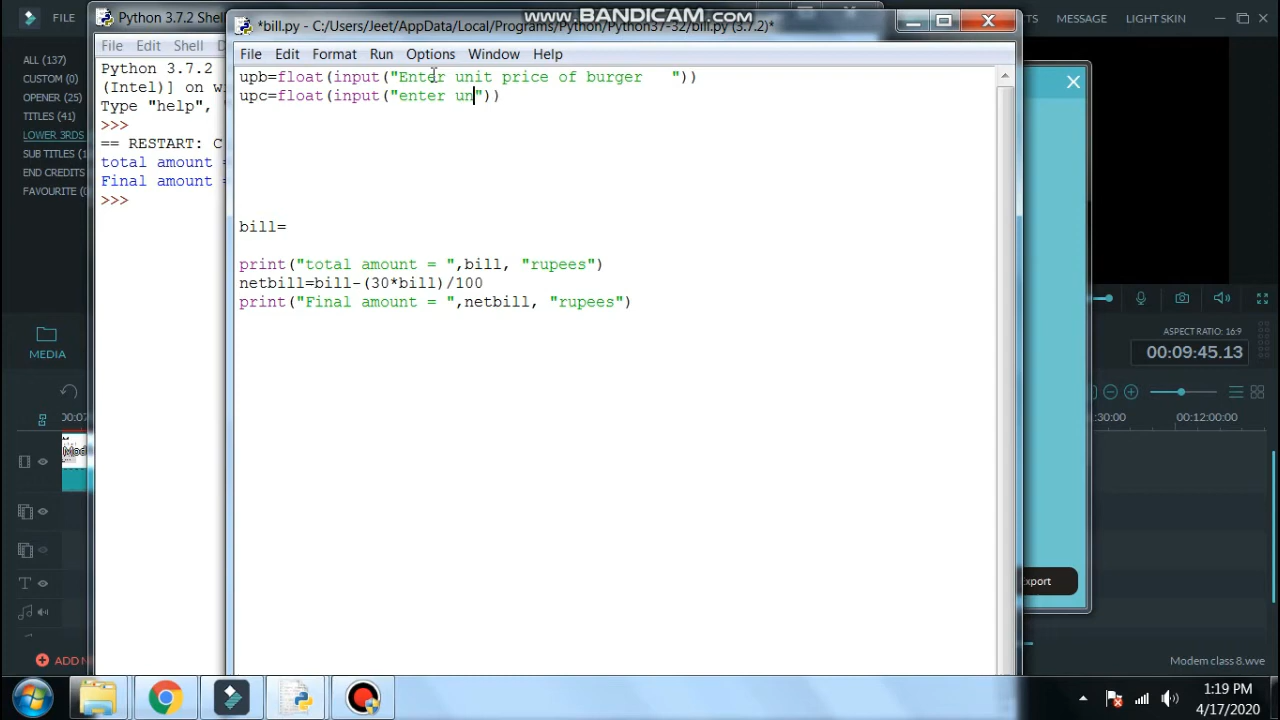 www.BANDICAM.com
FILE
MESSAGE
LIGHT SKIN
Python 3.7.2 Shell
*bill.py - C:/Users/Jeet/AppData/Local/Programs/Python/Python37-32/bill.py (3.7.2)*
File Edit Shell
File Edit Format Run Options Window Help
ALL (137)
CUSTOM (0)
OPENER (25)
TITLES (41)
LOWER 3RDS
SUB TITLES (1
END CREDITS
FAVOURITE (0
Python 3.7.2
(Intel)] on w
Type "help",
>>>
== RESTART: C
total amount =
Final amount =
>>>
upb=float(input("Enter unit price of burger   "))
upc=float(input("enter un"))
bill=
print("total amount = ",bill, "rupees")
netbill=bill-(30*bill)/100
print("Final amount = ",netbill, "rupees")
MEDIA
ASPECT RATIO: 16:9
00:09:45.13
00:12:00:00
Export
ADD N
Modem class 8.wve
1:19 PM
4/17/2020